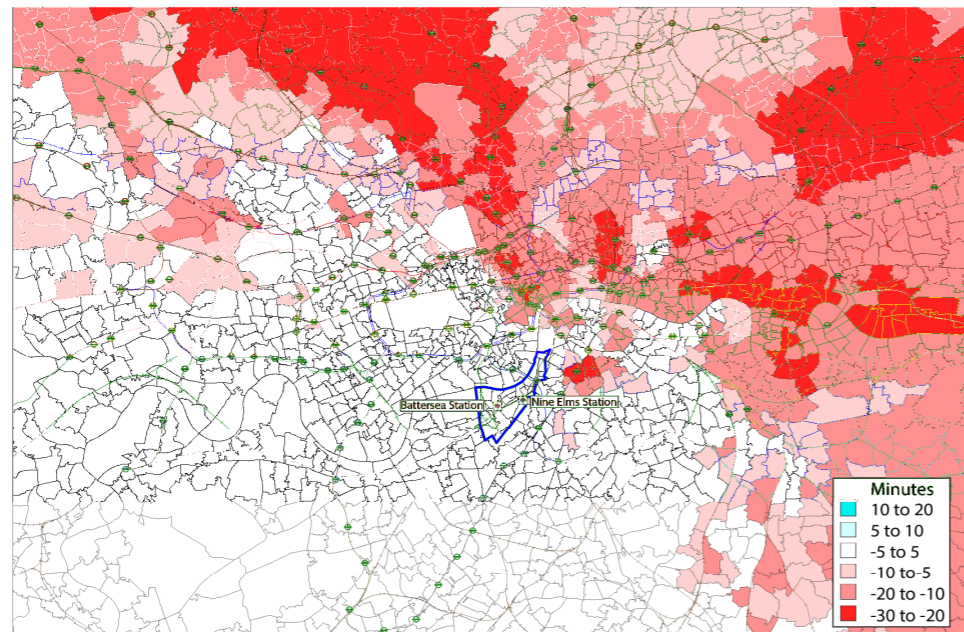 Battersea Station
Nine Elms Station
Minutes
10 to 20
5 to 10
-5 to 5
-10 to-5
-20 to -10
-30 to -20